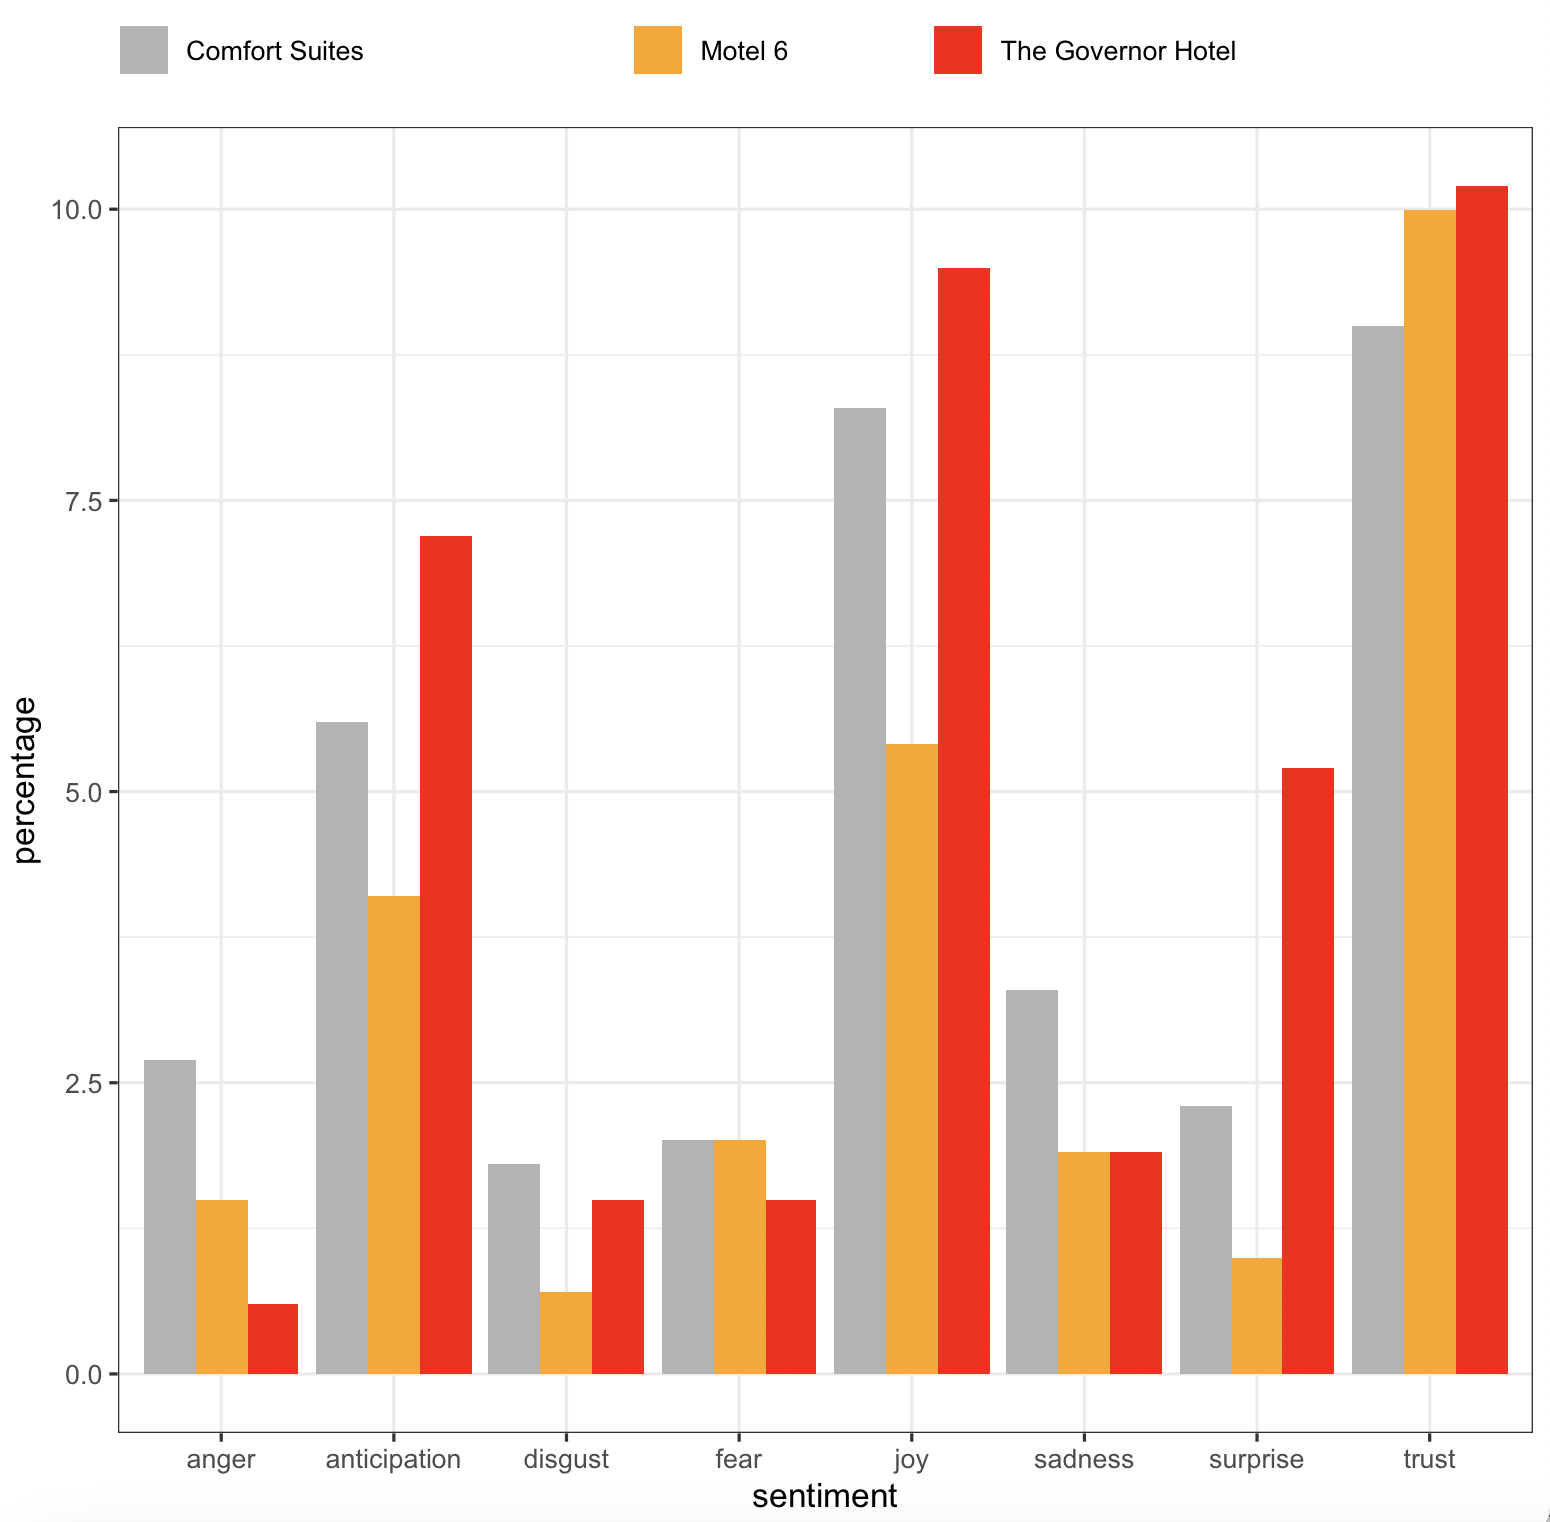 Comfort Suites Motel 6 The Governor Hotel
10.0
7.5
5.0
2.5
0.0
percentage
anger anticipation disgust fear joy sadness surprise trust
sentiment